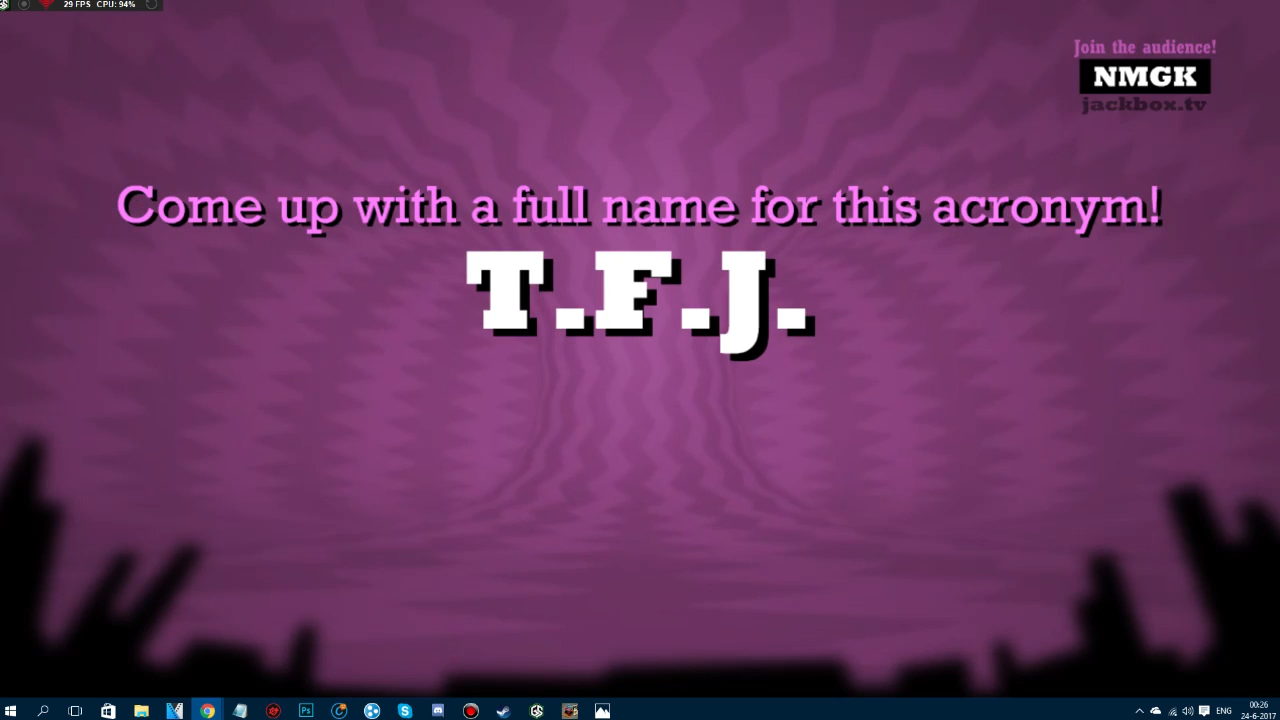 29 FPS CPU: 94%
Join the audience!
NMGK
jackbox.tv
Come up with a full name for this acronym!
T.F.J.
ENG
00:26
24-6-2017